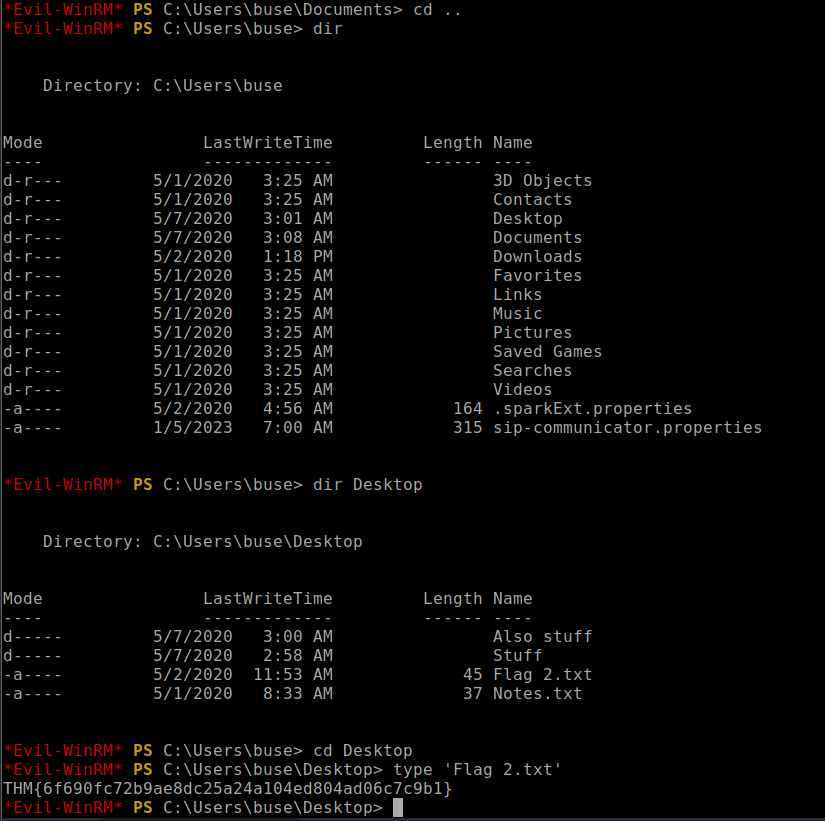 *Evil-WinRM* PS C:\Users\buse\Documents> cd ..
*Evil-WinRM* PS C:\Users\buse> dir
Directory: C:\Users\buse
Mode                LastWriteTime         Length Name
----                -------------         ------ ----
d-r---         5/1/2020   3:25 AM                3D Objects
d-r---         5/1/2020   3:25 AM                Contacts
d-r---         5/7/2020   3:01 AM                Desktop
d-r---         5/7/2020   3:08 AM                Documents
d-r---         5/2/2020   1:18 PM                Downloads
d-r---         5/1/2020   3:25 AM                Favorites
d-r---         5/1/2020   3:25 AM                Links
d-r---         5/1/2020   3:25 AM                Music
d-r---         5/1/2020   3:25 AM                Pictures
d-r---         5/1/2020   3:25 AM                Saved Games
d-r---         5/1/2020   3:25 AM                Searches
d-r---         5/1/2020   3:25 AM                Videos
-a----         5/2/2020   4:56 AM            164 .sparkExt.properties
-a----         1/5/2023   7:00 AM            315 sip-communicator.properties
*Evil-WinRM* PS C:\Users\buse> dir Desktop
Directory: C:\Users\buse\Desktop
Mode                LastWriteTime         Length Name
----                -------------         ------ ----
d-----         5/7/2020   3:00 AM                Also stuff
d-----         5/7/2020   2:58 AM                Stuff
-a----         5/2/2020  11:53 AM             45 Flag 2.txt
-a----         5/1/2020   8:33 AM             37 Notes.txt
*Evil-WinRM* PS C:\Users\buse> cd Desktop
*Evil-WinRM* PS C:\Users\buse\Desktop> type 'Flag 2.txt'
THM{6f690fc72b9ae8dc25a24a104ed804ad06c7c9b1}
*Evil-WinRM* PS C:\Users\buse\Desktop>